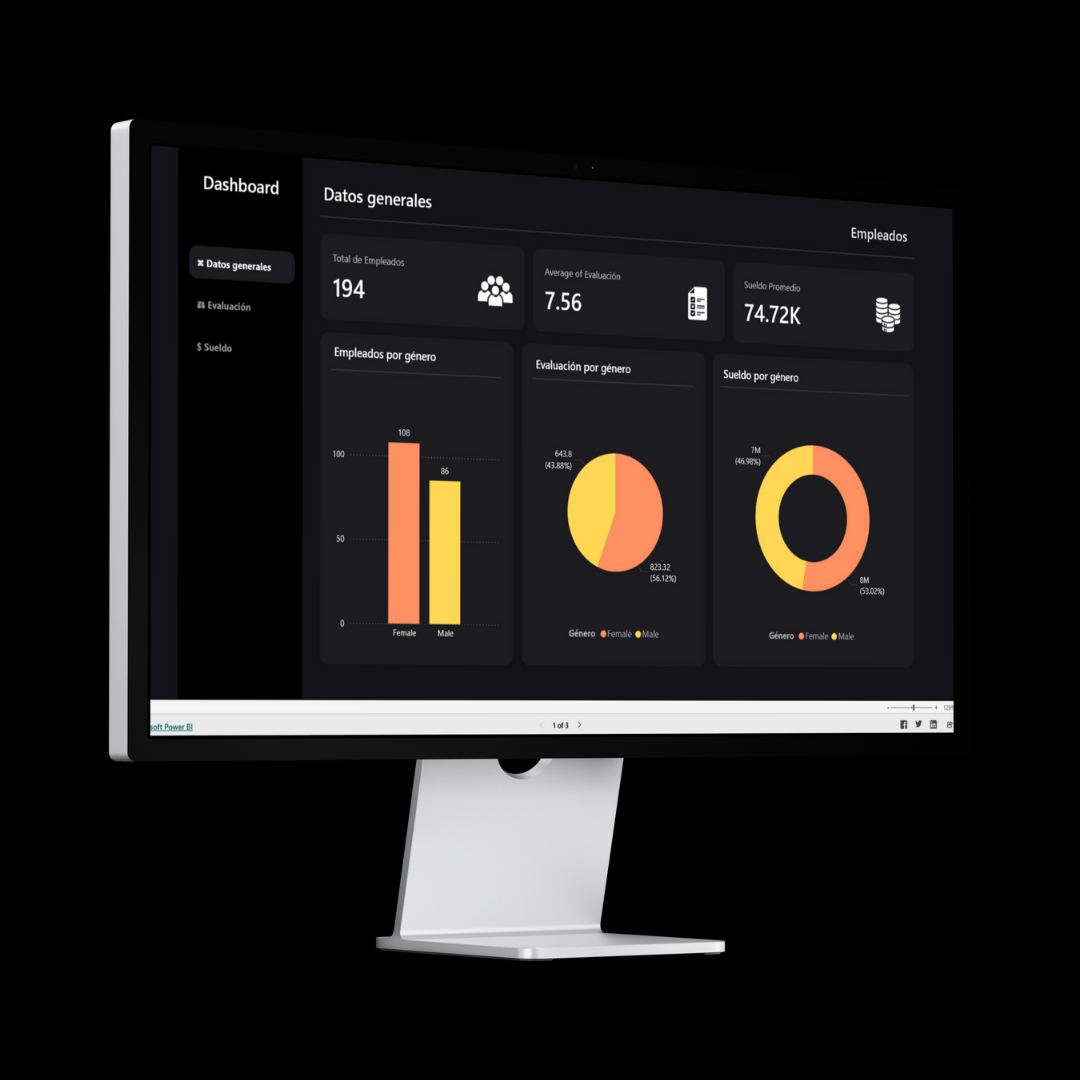 Dashboard
✖ Datos generales
Evaluación
$ Sueldo
Datos generales
Empleados
Total de Empleados
194
Average of Evaluación
7.56
Sueldo Promedio
74.72K
Empleados por género
108
86
100
50
0
Female
Male
Evaluación por género
643.8
(43.88%)
823.32
(56.12%)
Género Female Male
Sueldo por género
7M
(46.98%)
8M
(53.02%)
Género Female Male
- +
soft Power BI
1 of 3